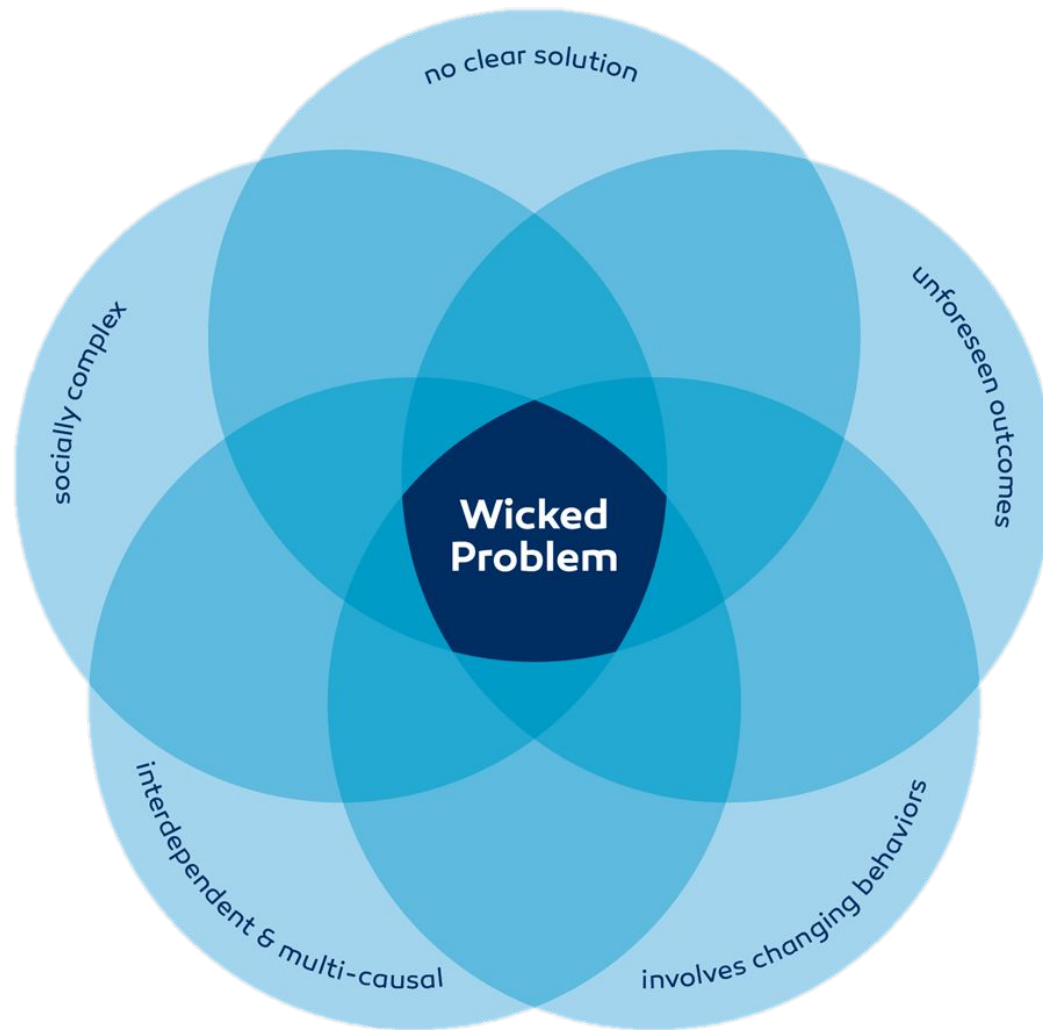 no clear solution
unforeseen outcomes
socially complex
Wicked
Problem
interdependent & multi-causal
involves changing behaviors